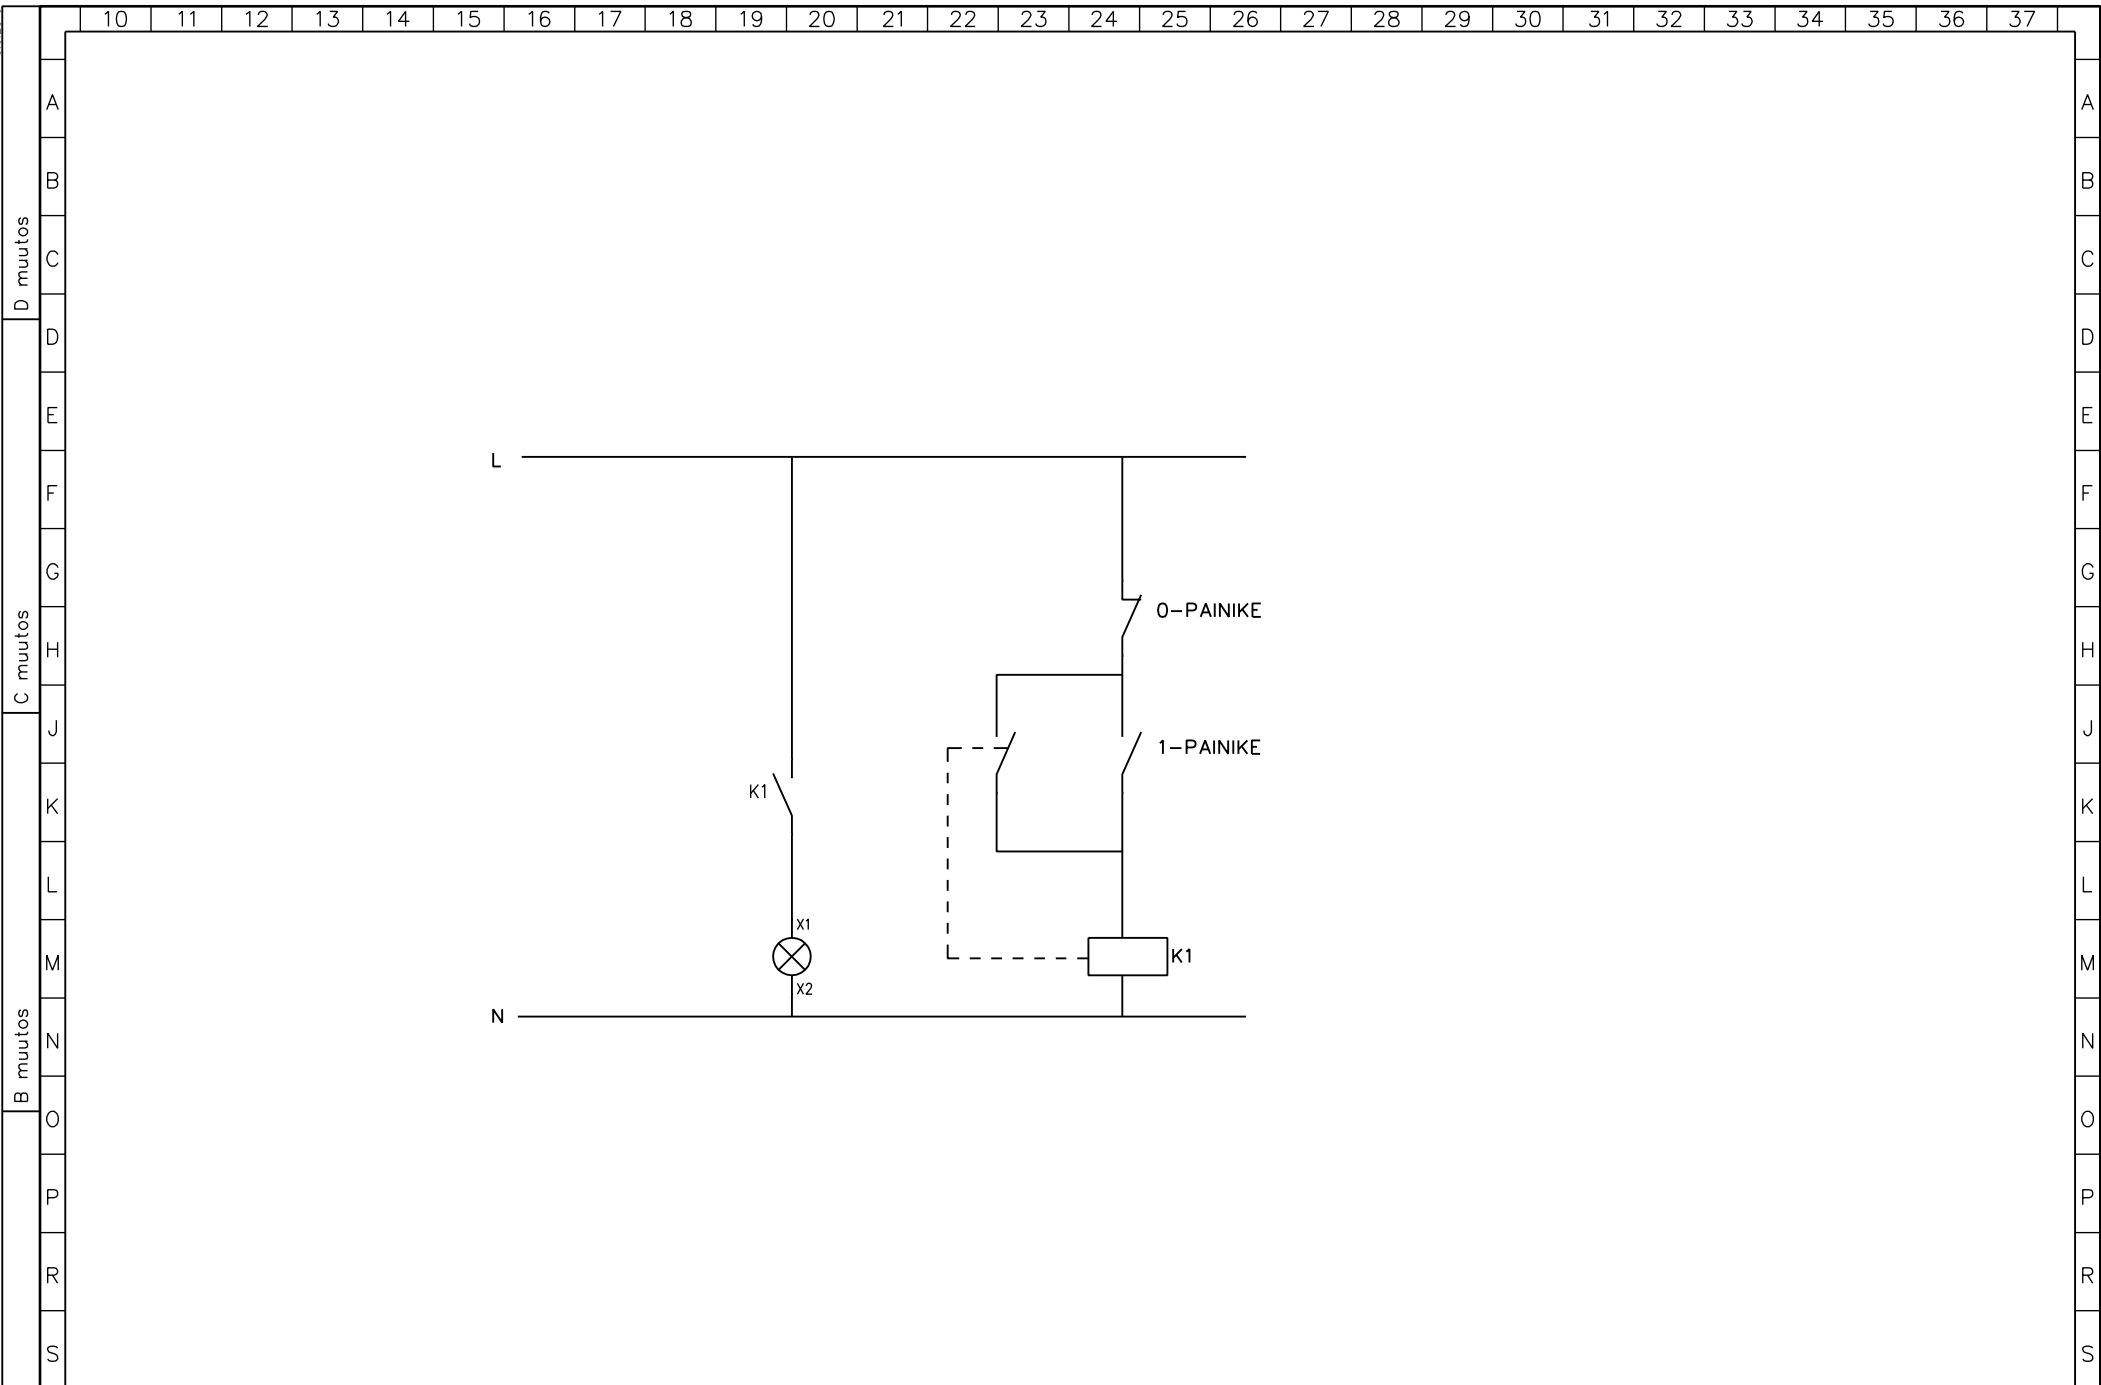 10 11 12 13 14 15 16 17 18 19 20 21 22 23 24 25 26 27 28 29 30 31 32 33 34 35 36 37
A A
B B
D muutos
C C
D D
E E
L
F F
G G
0-PAINIKE
C muutos
H H
J J
1-PAINIKE
K1
K K
L L
X1
K1
M M
X2
N
B muutos
N N
O O
P P
R R
S S